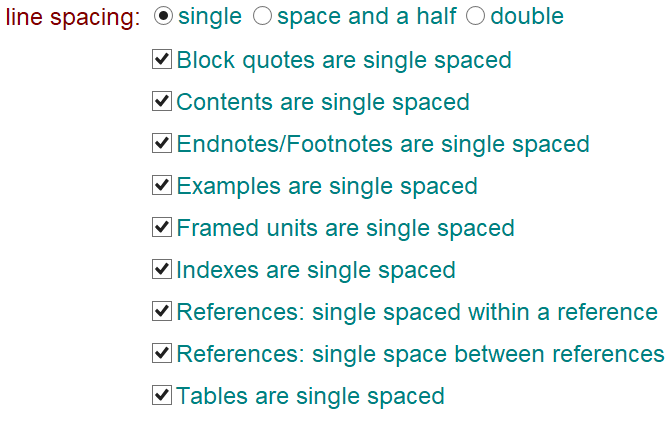 line spacing: single space and a half double
Block quotes are single spaced
Contents are single spaced
Endnotes/Footnotes are single spaced
Examples are single spaced
Framed units are single spaced
Indexes are single spaced
References: single spaced within a reference
References: single space between references
Tables are single spaced